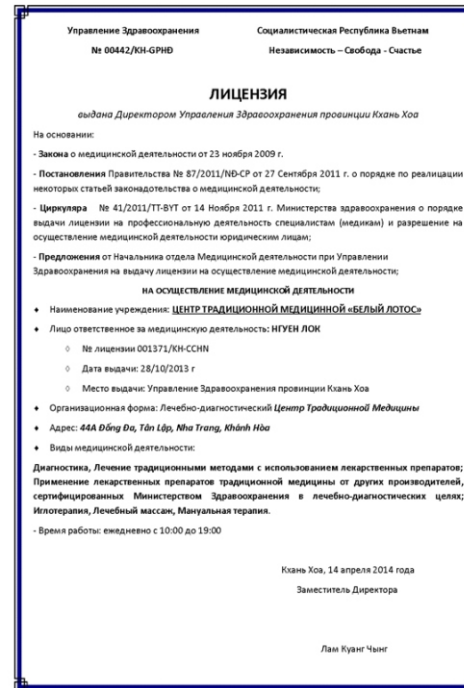 Управление Здравоохранения
Социалистическая Республика Вьетнам
№ 00442/KH-GPHĐ
Независимость – Свобода - Счастье
ЛИЦЕНЗИЯ
выдана Директором Управления Здравоохранения провинции Кхань Хоа
На основании:
- Закона о медицинской деятельности от 23 ноября 2009 г.
- Постановления Правительства № 87/2011/NĐ-CP от 27 Сентября 2011 г. о порядке по реализации
некоторых статьей законадотельства о медицинской деятельности;
- Циркуляра № 41/2011/TT-BYT от 14 Ноября 2011 г. Министерства здравоохранения о порядке
выдачи лицензии на профессиональную деятельность специалистам (медикам) и разрешение на
осуществление медицинской деятельности юридическим лицам;
- Предложения от Начальника отдела Медицинской деятельности при Управлении
Здравоохранения на выдачу лицензии на осуществление медицинской деятельности;
НА ОСУЩЕСТВЛЕНИЕ МЕДИЦИНСКОЙ ДЕЯТЕЛЬНОСТИ
♦ Наименование учреждения: ЦЕНТР ТРАДИЦИОННОЙ МЕДИЦИННОЙ «БЕЛЫЙ ЛОТОС»
♦ Лицо ответственное за медицинскую деятельность: НГУЕН ЛОК
◊ № лицензии 001371/KH-CCHN
◊ Дата выдачи: 28/10/2013 г
◊ Место выдачи: Управление Здравоохранения провинции Кхань Хоа
♦ Организационная форма: Лечебно-диагностический Центр Традиционной Медицины
♦ Адрес: 44A Đống Đa, Tân Lập, Nha Trang, Khánh Hòa
♦ Виды медицинской деятельности:
Диагностика, Лечение традиционными методами с использованием лекарственных препаратов;
Применение лекарственных препаратов традиционной медицины от других производителей,
сертифицированных Министерством Здравоохранения в лечебно-диагностических целях;
Иглотерапия, Лечебный массаж, Мануальная терапия.
- Время работы: ежедневно с 10:00 до 19:00
Кхань Хоа, 14 апреля 2014 года
Заместитель Директора
Лам Куанг Чынг